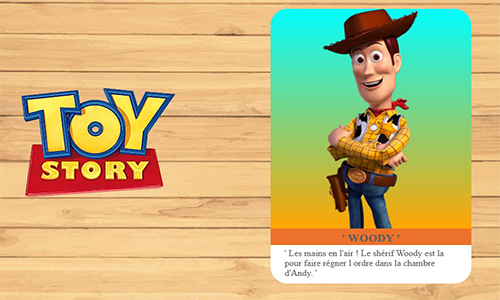 TOY
STORY
' WOODY '
' Les mains en l'air ! Le shérif Woody est la
pour faire régner l ordre dans la chambre
d'Andy. '